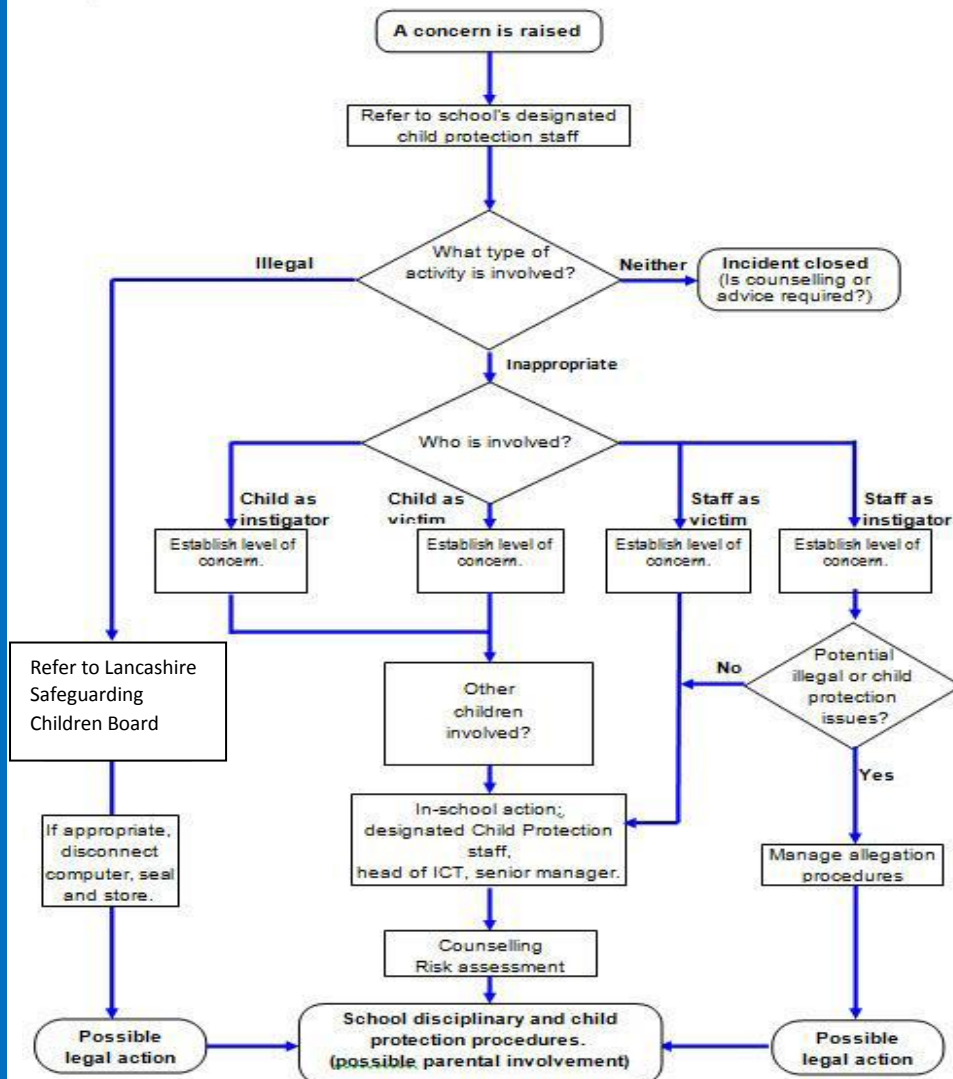 A concern is raised
Refer to school's designated
child protection staff
What type of
activity is involved?
Illegal
Neither
Incident closed
(Is counselling or
advice required?)
Inappropriate
Who is involved?
Child as
instigator
Child as
victim
Staff as
victim
Staff as
instigator
Establish level of
concern.
Establish level of
concern.
Establish level of
concern.
Establish level of
concern.
Refer to Lancashire
Safeguarding
Children Board
Other
children
involved?
No
Potential
illegal or child
protection
issues?
Yes
If appropriate,
disconnect
computer, seal
and store.
In-school action;
designated Child Protection
staff,
head of ICT, senior manager.
Manage allegation
procedures
Counselling
Risk assessment
Possible
legal action
School disciplinary and child
protection procedures.
(possible parental involvement)
Possible
legal action